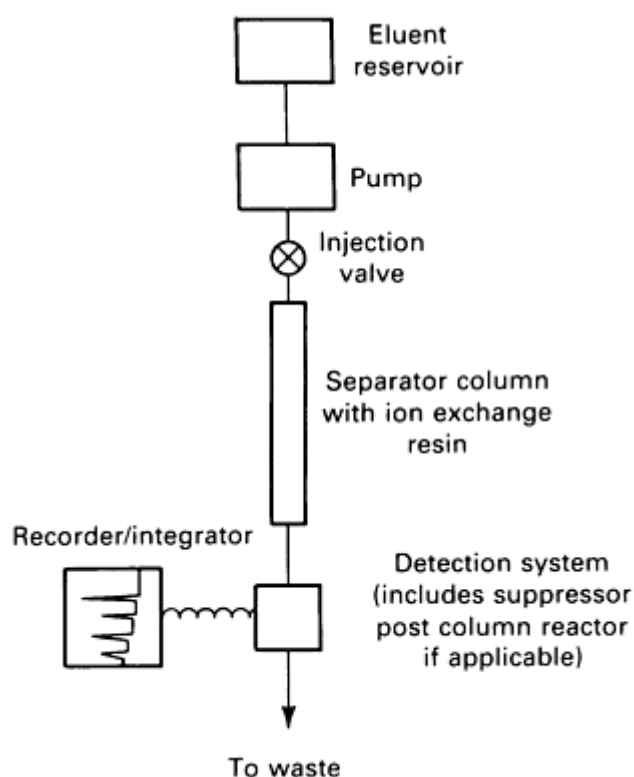 Eluent
reservoir
Pump
Injection
valve
Separator column
with ion exchange
resin
Recorder/integrator
Detection system
(includes suppressor
post column reactor
if applicable)
To waste